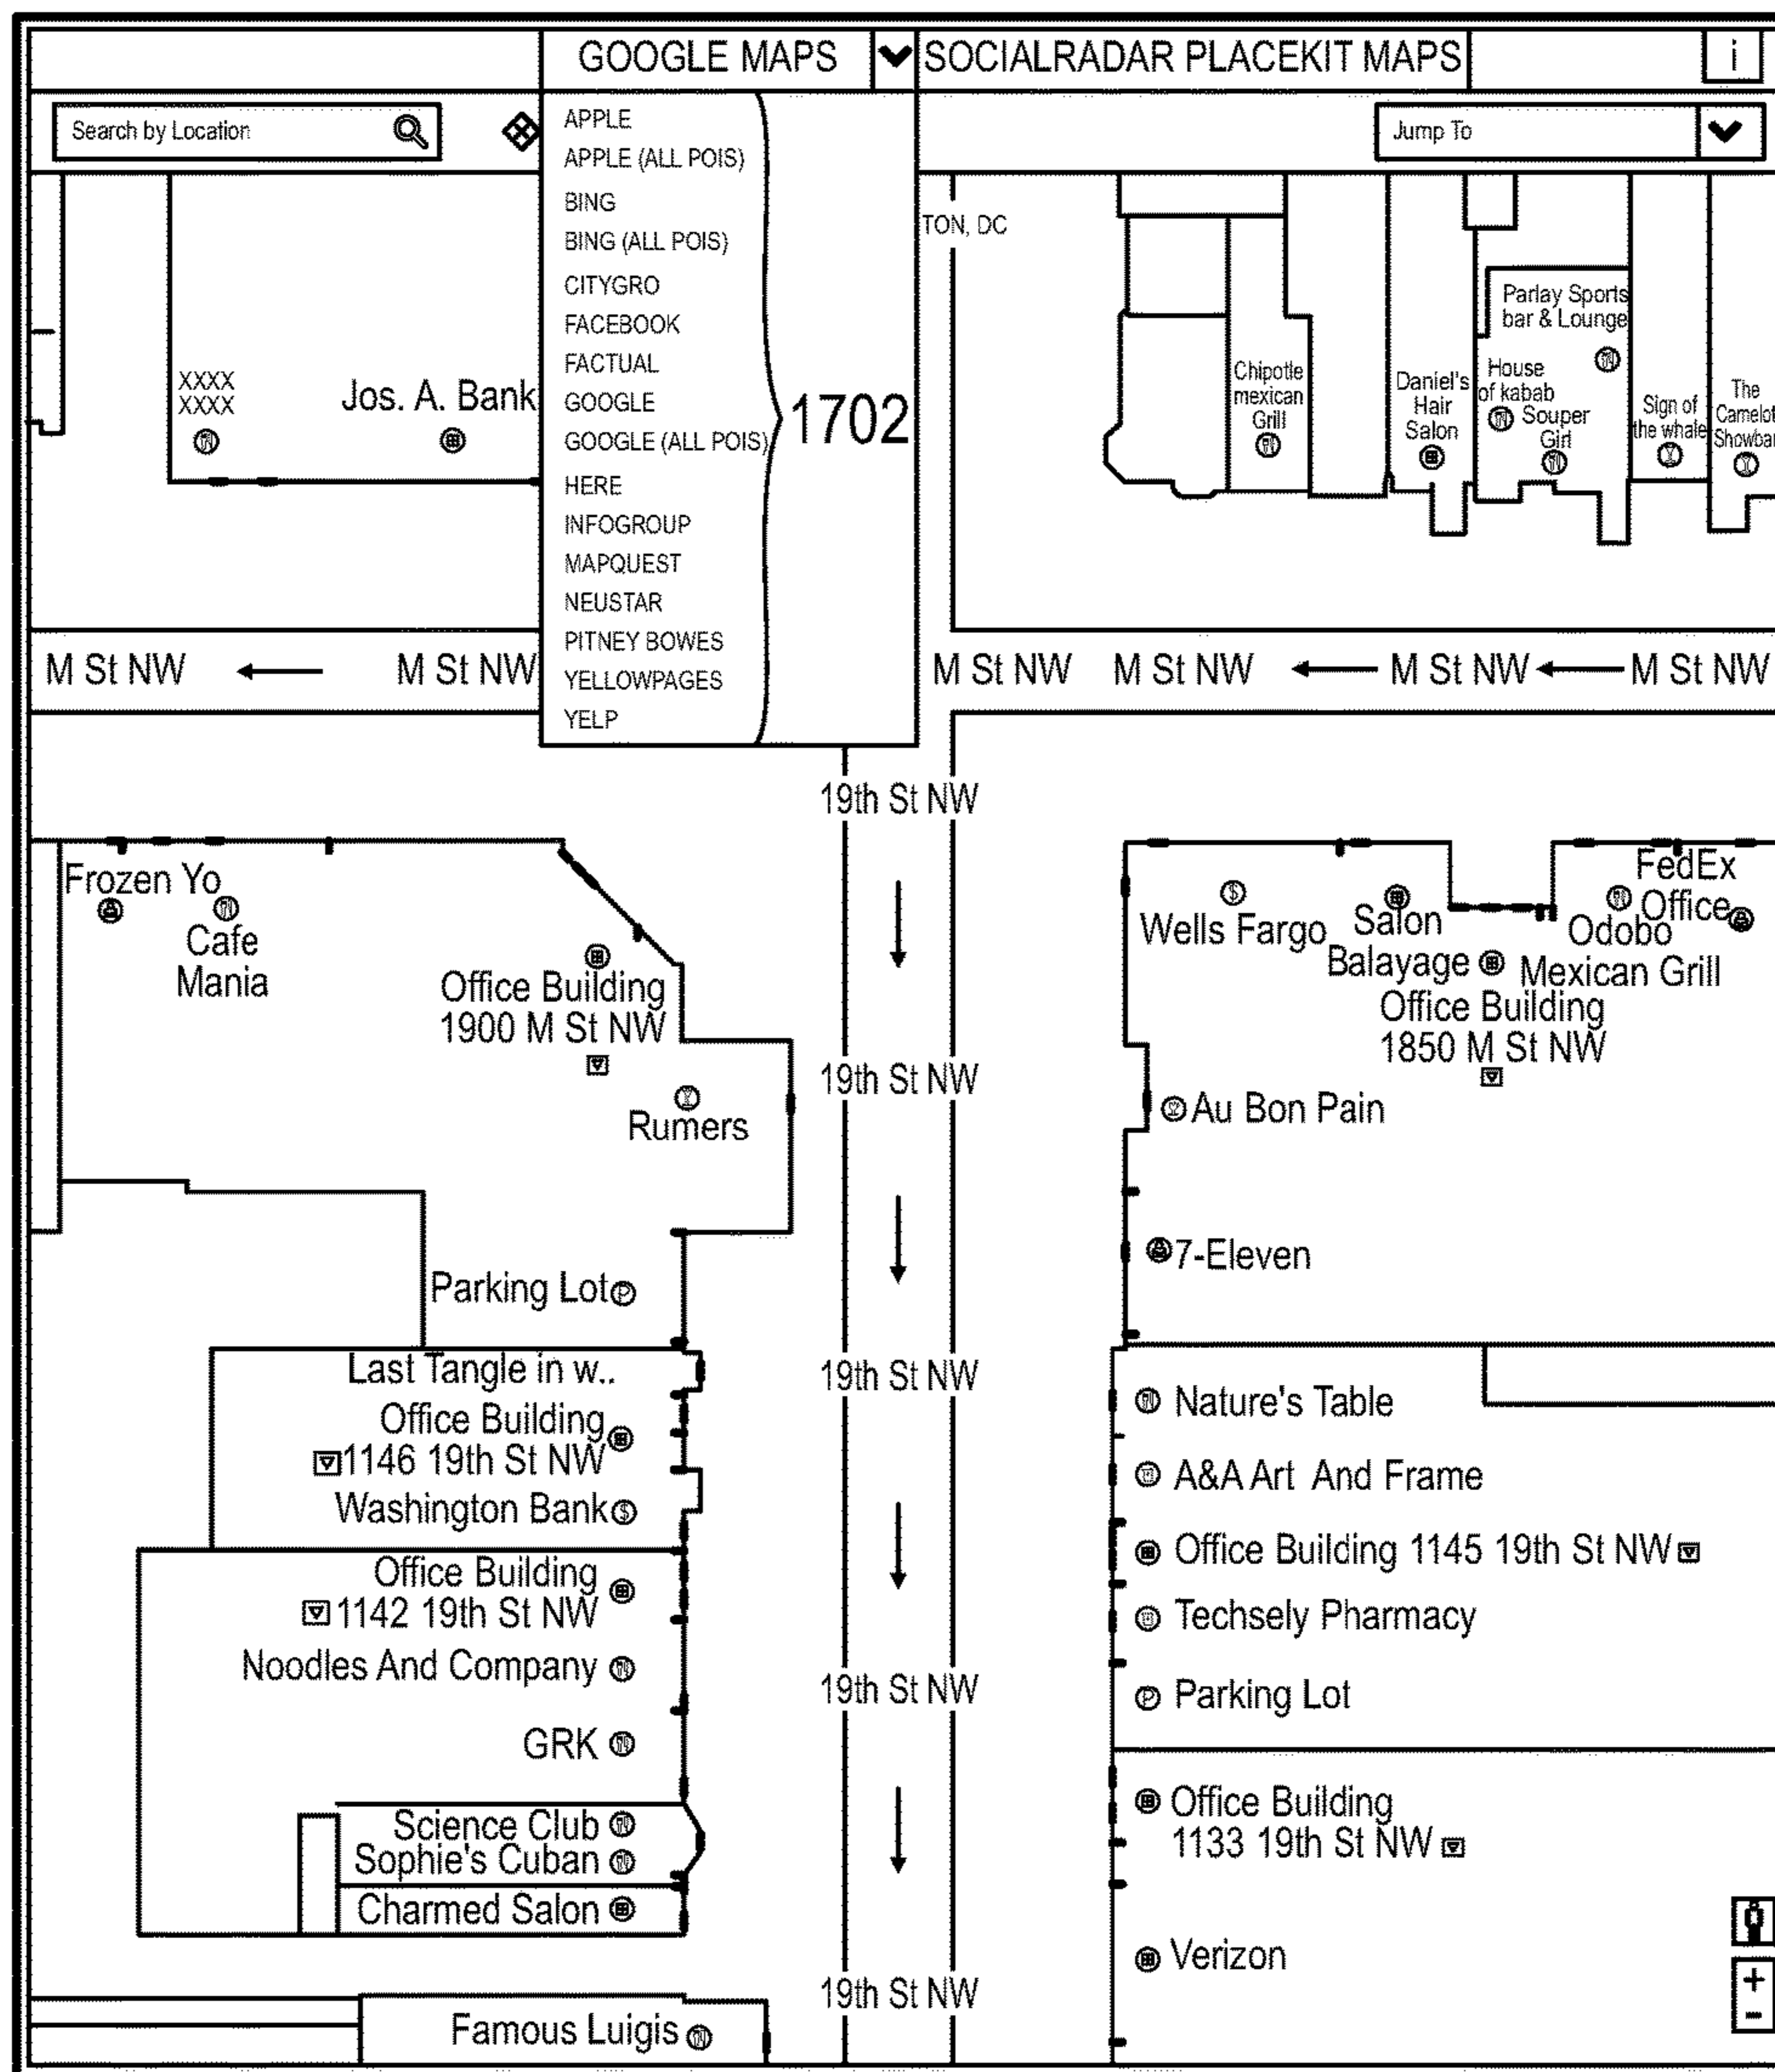 GOOGLE MAPS
SOCIALRADAR PLACEKIT MAPS
i
Search by Location
Jump To
APPLE
APPLE (ALL POIS)
BING
BING (ALL POIS)
CITYGRO
FACEBOOK
FACTUAL
GOOGLE
GOOGLE (ALL POIS)
HERE
INFOGROUP
MAPQUEST
NEUSTAR
PITNEY BOWES
YELLOWPAGES
YELP
1702
TON, DC
XXXX
XXXX
Jos. A. Bank
Chipotle
mexican
Grill
Daniel's
Hair
Salon
Parlay Sports
bar & Lounge
House
of kabab
Souper
Girl
Sign of
the whale
The
Camelot
Showbar
M St NW
M St NW
M St NW
M St NW
M St NW
M St NW
19th St NW
Frozen Yo
Cafe
Mania
Office Building
1900 M St NW
Rumers
Wells Fargo
Salon
Balayage
FedEx
Office
Odobo
Mexican Grill
Office Building
1850 M St NW
19th St NW
Au Bon Pain
7-Eleven
Parking Lot
P
19th St NW
Last Tangle in w..
Office Building
1146 19th St NW
Washington Bank
$
Office Building
1142 19th St NW
Noodles And Company
GRK
Science Club
Sophie's Cuban
Charmed Salon
Famous Luigis
Nature's Table
A&A Art And Frame
Office Building 1145 19th St NW
Techsely Pharmacy
19th St NW
P
Parking Lot
Office Building
1133 19th St NW
Verizon
19th St NW
+
-